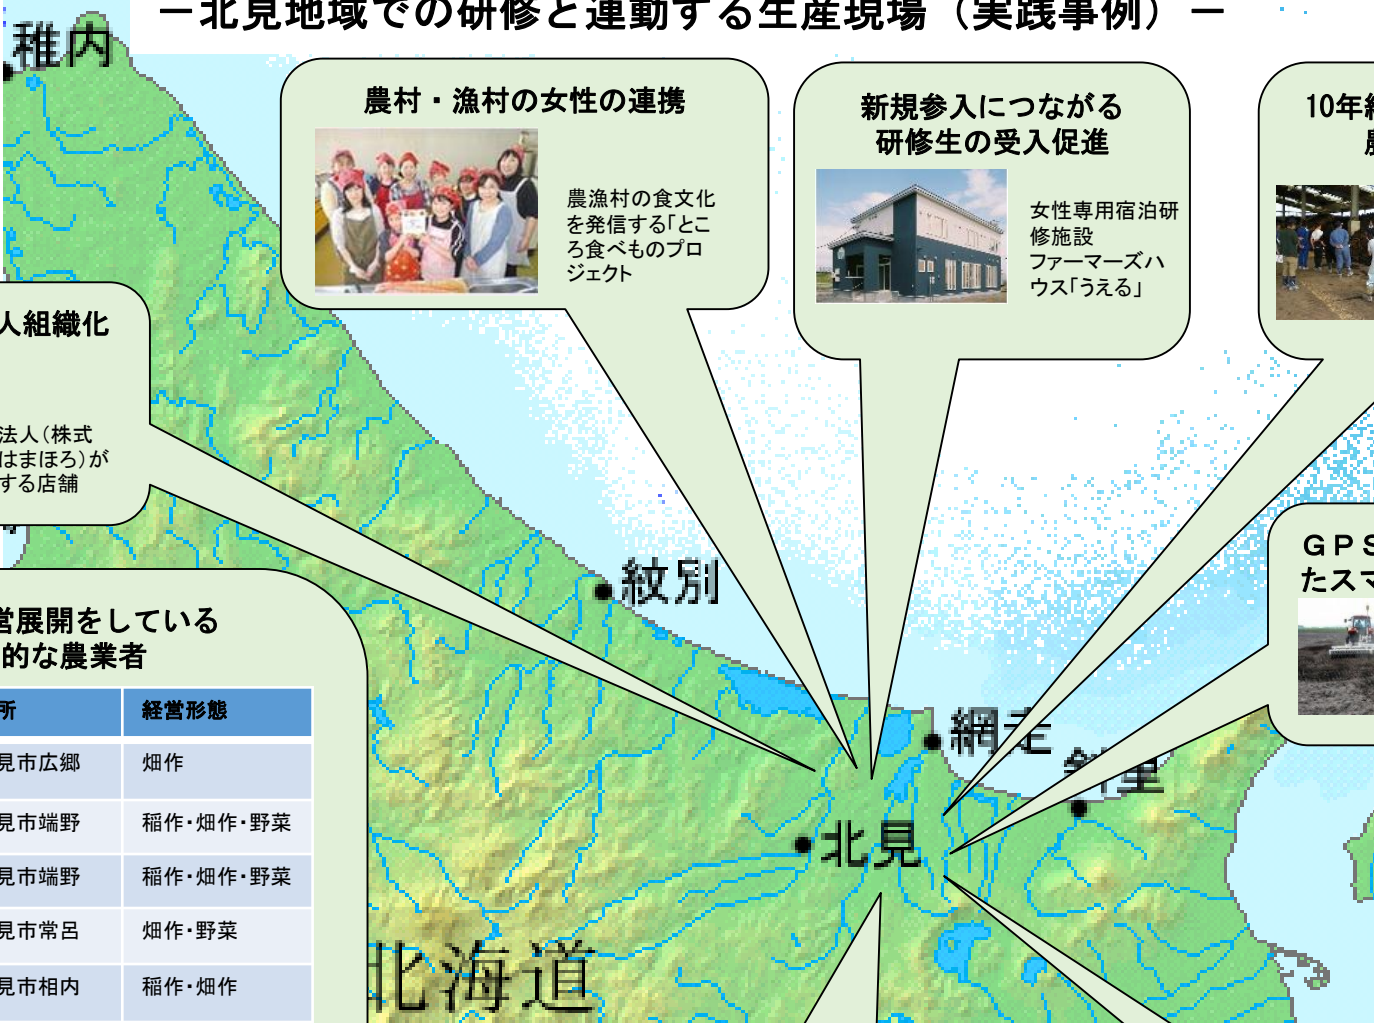 －北見地域での研修と連動する生産現場（実践事例）－
稚内
農村・漁村の女性の連携
農漁村の食文化
を発信する｢とこ
ろ食べものプロ
ジェクト
新規参入につながる
研修生の受入促進
女性専用宿泊研
修施設
ファーマーズハ
ウス｢うえる」
10年
人組織化
法人（株式
はまほろ）が
する店舗
ＧＰＳ
たスマ
紋別
営展開をしている
的な農業者
所 経営形態
見市広郷 畑作
見市端野 稲作・畑作・野菜
見市端野 稲作・畑作・野菜
見市常呂 畑作・野菜
見市相内 稲作・畑作
網走
斜里
北見
北海道